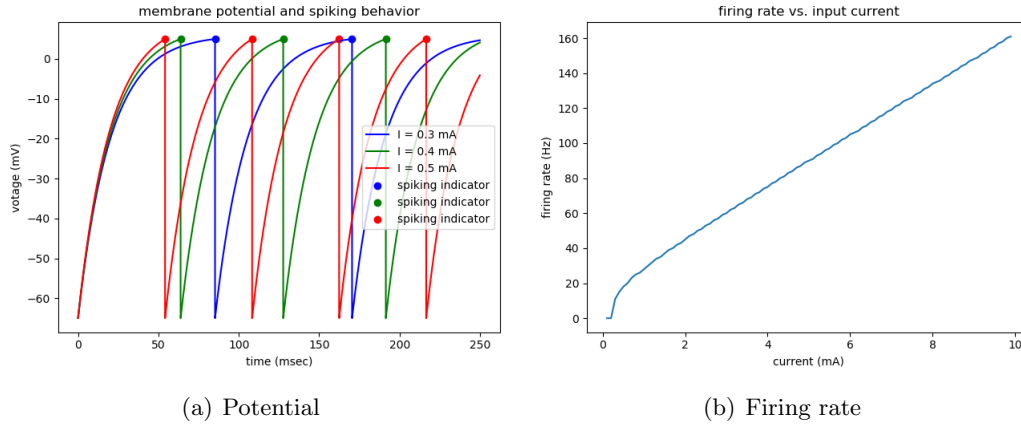 membrane potential and spiking behavior
votage (mV)
0
−10
−20
−30
−40
−50
−60
I = 0.3 mA
I = 0.4 mA
I = 0.5 mA
spiking indicator
spiking indicator
spiking indicator
0
50
100
150
200
250
time (msec)
(a) Potential
firing rate vs. input current
firing rate (Hz)
160
140
120
100
80
60
40
20
0
0
2
4
6
8
10
current (mA)
(b) Firing rate